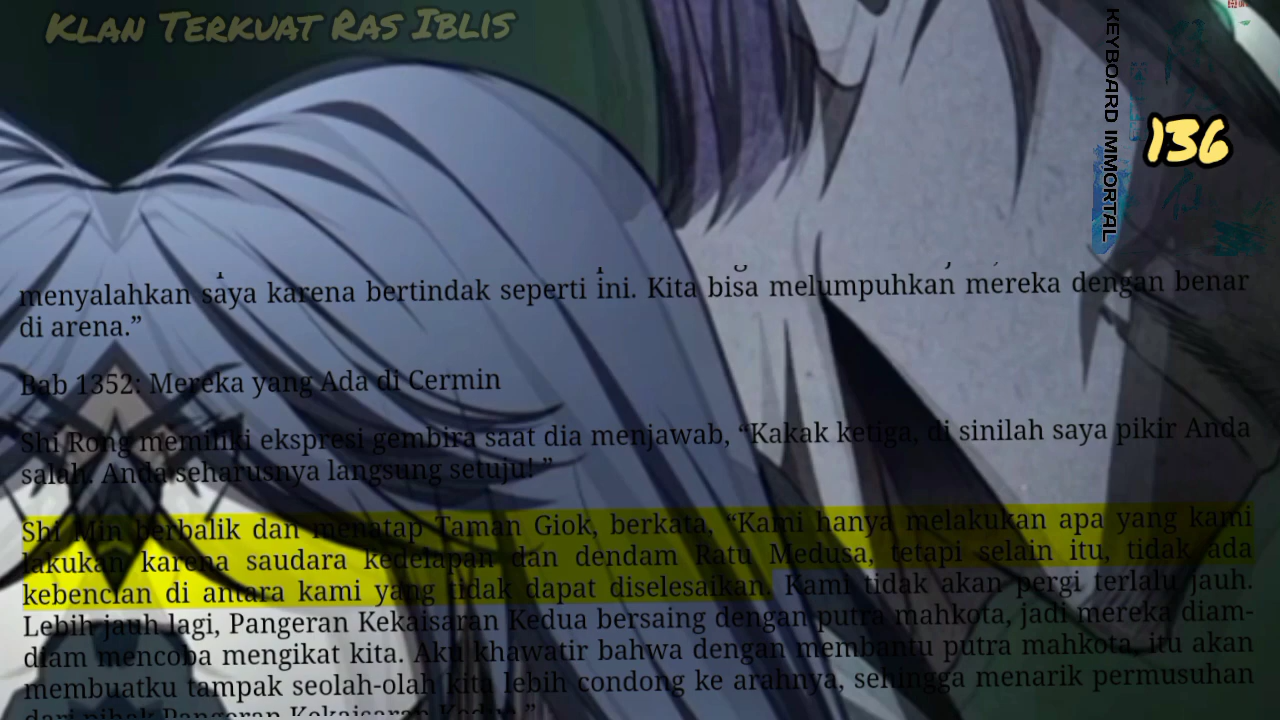 Klan Terkuat Ras Iblis
KEYBOARD IMMORTAL
136
menyalahkan saya karena bertindak seperti ini. Kita bisa melumpuhkan mereka dengan benar
di arena.”
Bab 1352: Mereka yang Ada di Cermin
Shi Rong memiliki ekspresi gembira saat dia menjawab, “Kakak ketiga, di sinilah saya pikir Anda
salah. Anda seharusnya langsung setuju! ”
Shi Min berbalik dan menatap Taman Giok, berkata, “Kami hanya melakukan apa yang kami
lakukan karena saudara kedelapan dan dendam Ratu Medusa, tetapi selain itu, tidak ada
kebencian di antara kami yang tidak dapat diselesaikan. Kami tidak akan pergi terlalu jauh.
Lebih jauh lagi, Pangeran Kekaisaran Kedua bersaing dengan putra mahkota, jadi mereka diam-
diam mencoba mengikat kita. Aku khawatir bahwa dengan membantu putra mahkota, itu akan
membuatku tampak seolah-olah kita lebih condong ke arahnya, sehingga menarik permusuhan
dari pihak Pangeran Kekaisaran Kedua.”